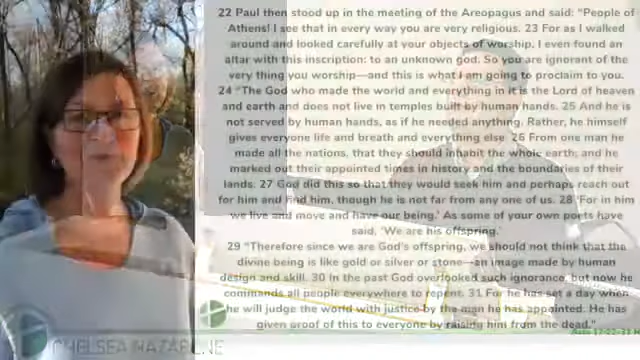 22 Paul then stood up in the meeting of the Areopagus and said: “People of
Athens! I see that in every way you are very religious. 23 For as I walked
around and looked carefully at your objects of worship, I even found an
altar with this inscription: to an unknown god. So you are ignorant of the
very thing you worship—and this is what I am going to proclaim to you.
24 “The God who made the world and everything in it is the Lord of heaven
and earth and does not live in temples built by human hands. 25 And he is
not served by human hands, as if he needed anything. Rather, he himself
gives everyone life and breath and everything else. 26 From one man he
made all the nations, that they should inhabit the whole earth; and he
marked out their appointed times in history and the boundaries of their
lands. 27 God did this so that they would seek him and perhaps reach out
for him and find him, though he is not far from any one of us. 28 ‘For in him
we live and move and have our being.’ As some of your own poets have
said, ‘We are his offspring.’
29 “Therefore since we are God’s offspring, we should not think that the
divine being is like gold or silver or stone—an image made by human
design and skill. 30 In the past God overlooked such ignorance, but now he
commands all people everywhere to repent. 31 For he has set a day when
he will judge the world with justice by the man he has appointed. He has
given proof of this to everyone by raising him from the dead.”
CHELSEA NAZARENE